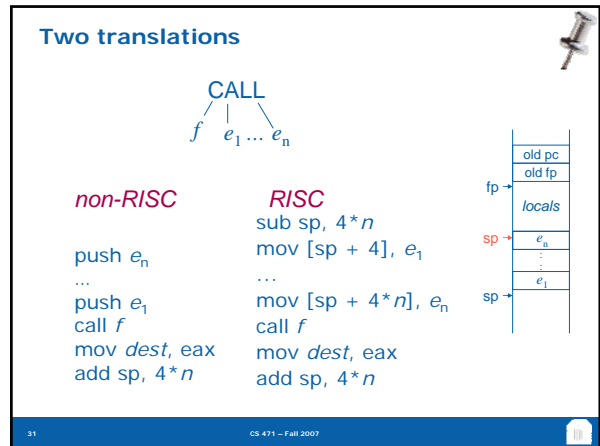 Two translations
CALL
f e1 ... en
non-RISC
push en
...
push e1
call f
mov dest, eax
add sp, 4*n
RISC
sub sp, 4*n
mov [sp + 4], e1
...
mov [sp + 4*n], en
call f
mov dest, eax
add sp, 4*n
old pc
old fp
fp
locals
sp
en
:
:
e1
sp
31
CS 471 – Fall 2007